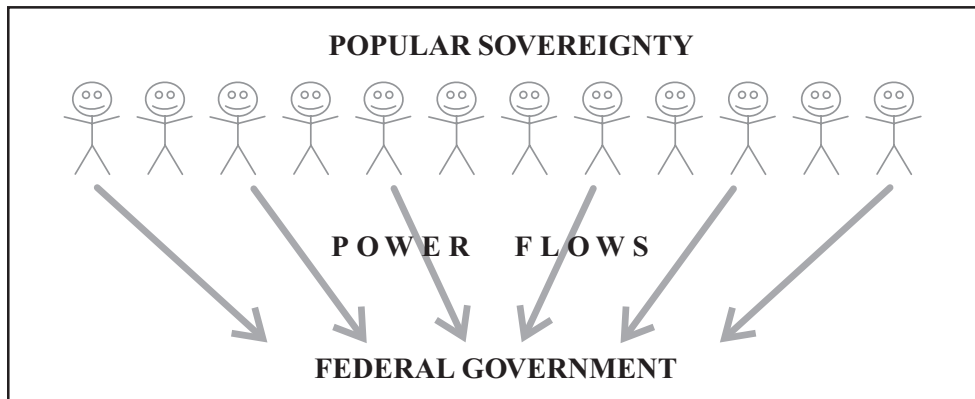 POPULAR SOVEREIGNTY
POWER FLOWS
FEDERAL GOVERNMENT